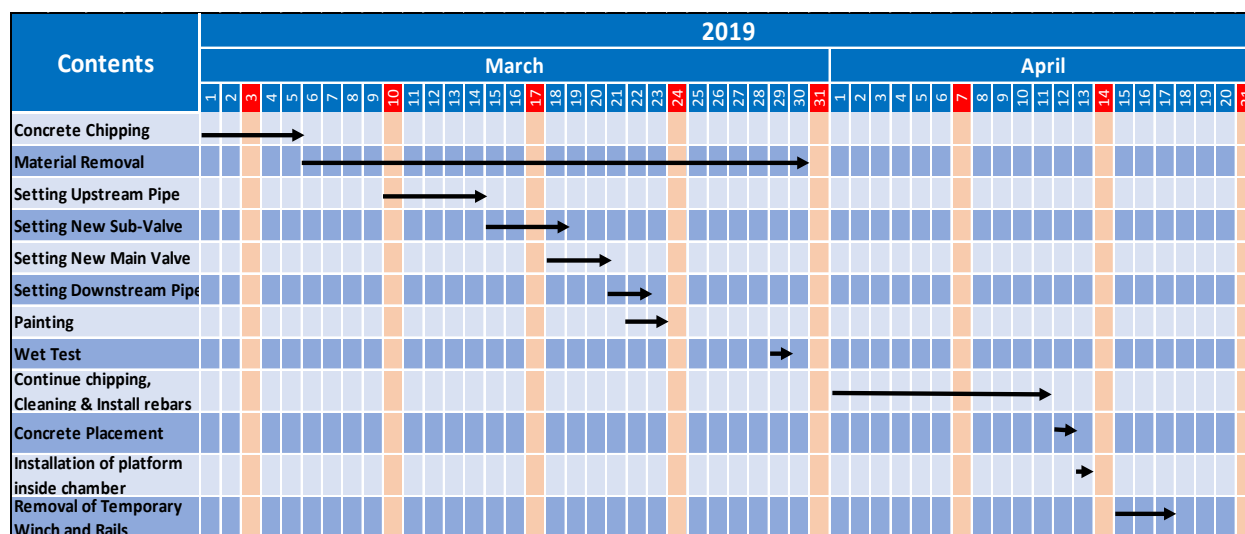 Contents
2019
March April
1 2 3 4 5 6 7 8 9 10 11 12 13 14 15 16 17 18 19 20 21 22 23 24 25 26 27 28 29 30 31 1 2 3 4 5 6 7 8 9 10 11 12 13 14 15 16 17 18 19 20 21
Concrete Chipping
Material Removal
Setting Upstream Pipe
Setting New Sub-Valve
Setting New Main Valve
Setting Downstream Pipe
Painting
Wet Test
Continue chipping,
Cleaning & Install rebars
Concrete Placement
Installation of platform
inside chamber
Removal of Temporary
Winch and Rails